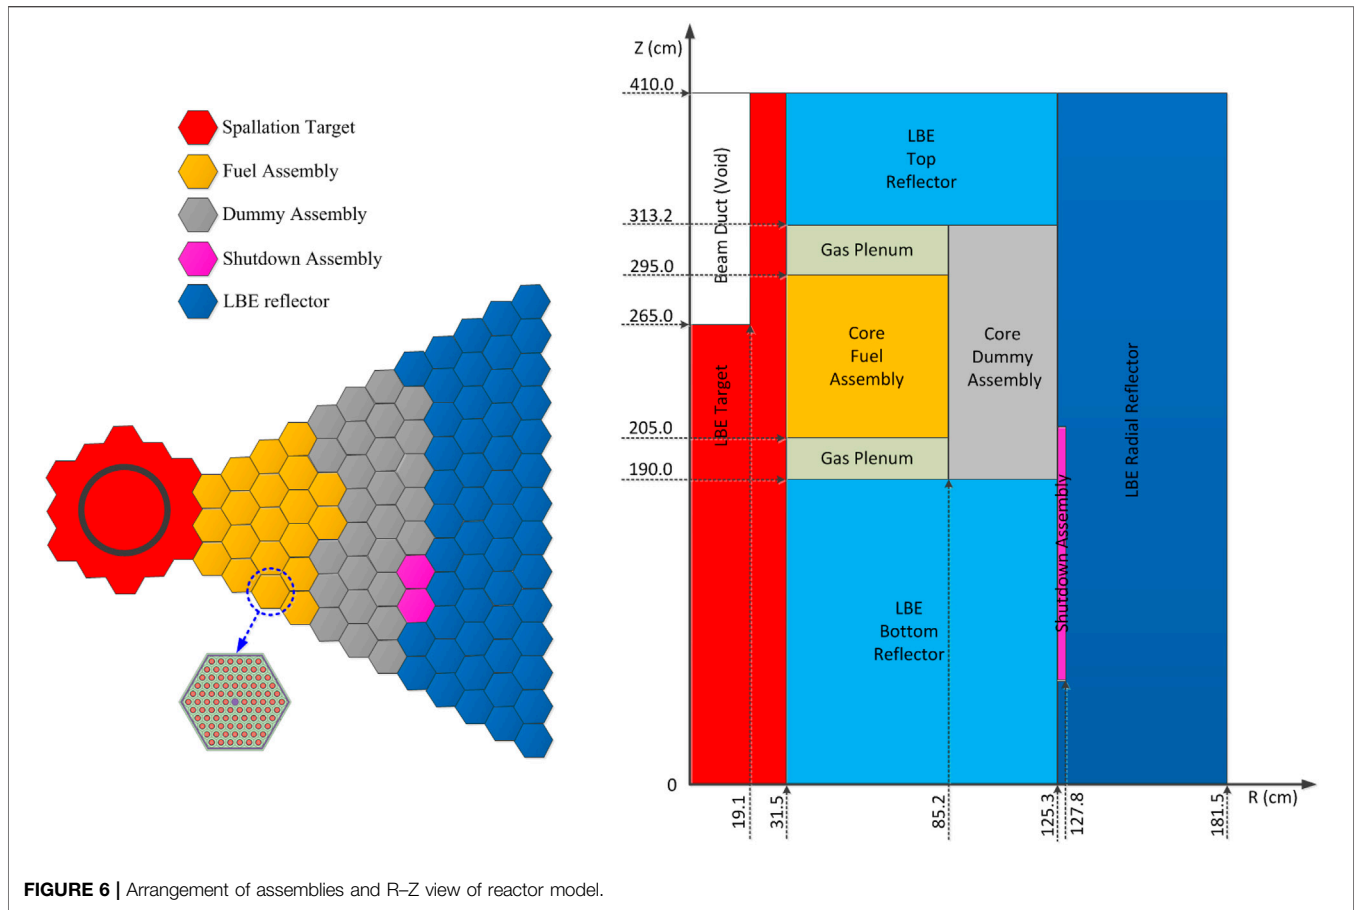 Spallation Target
Fuel Assembly
Dummy Assembly
Shutdown Assembly
LBE reflector
Z (cm)
410.0
313.2
295.0
265.0
205.0
190.0
0
Beam Duct (Void)
LBE Target
LBE
Top
Reflector
Gas Plenum
Core
Fuel
Assembly
Core
Dummy
Assembly
Gas Plenum
LBE
Bottom
Reflector
Shutdown Assembly
LBE Radial Reflector
19.1
31.5
85.2
125.3
127.8
181.5
R (cm)
FIGURE 6 | Arrangement of assemblies and R–Z view of reactor model.